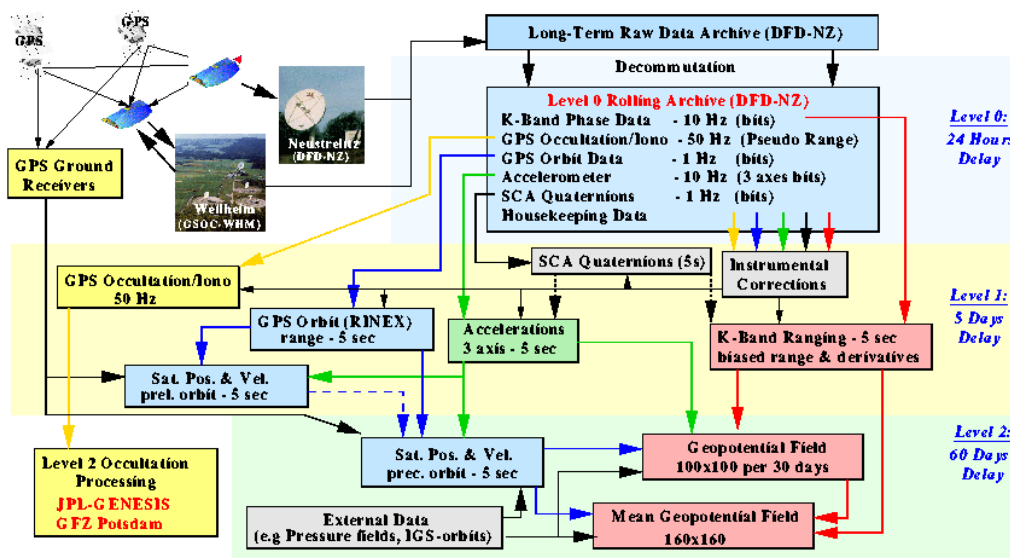 GPS
GPS
Long-Term Raw Data Archive (DFD-NZ)
Decommutation
Level 0 Rolling Archive (DFD-NZ)
K-Band Phase Data - 10 Hz (bits)
GPS Occultation/Iono - 50 Hz (Pseudo Range)
GPS Orbit Data - 1 Hz (bits)
Accelerometer - 10 Hz (3 axes bits)
SCA Quaternions - 1 Hz (bits)
Housekeeping Data
Level 0:
24 Hours
Delay
Neustrelitz
(DFD-NZ)
GPS Ground
Receivers
Weilheim
(GSOC-WHM)
GPS Occultation/Iono
50 Hz
SCA Quaternions (5s)
Instrumental
Corrections
GPS Orbit (RINEX)
range - 5 sec
Accelerations
3 axis - 5 sec
K-Band Ranging - 5 sec
biased range & derivatives
Level 1:
5 Days
Delay
Sat. Pos. & Vel.
prel. orbit - 5 sec
Level 2 Occultation
Processing
JPL-GENESIS
GFZ Potsdam
Sat. Pos. & Vel.
prec. orbit - 5 sec
Geopotential Field
100x100 per 30 days
Level 2:
60 Days
Delay
External Data
(e.g Pressure fields, IGS-orbits)
Mean Geopotential Field
160x160